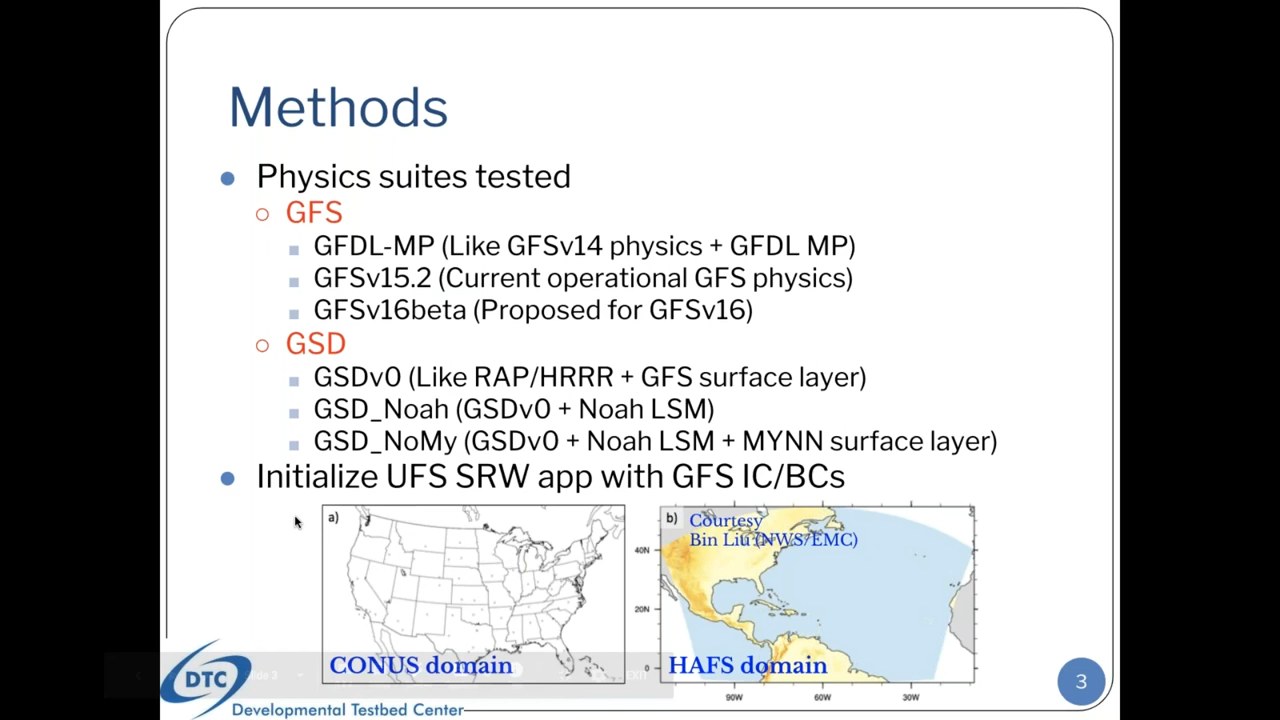 Methods
Physics suites tested
GFS
GFDL-MP (Like GFSv14 physics + GFDL MP)
GFSv15.2 (Current operational GFS physics)
GFSv16beta (Proposed for GFSv16)
GSD
GSDv0 (Like RAP/HRRR + GFS surface layer)
GSD_Noah (GSDv0 + Noah LSM)
GSD_NoMy (GSDv0 + Noah LSM + MYNN surface layer)
Initialize UFS SRW app with GFS IC/BCs
a)
CONUS domain
b)
Courtesy
Bin Liu (NWS/EMC)
40N
20N
0
HAFS domain
90W 60W 30W
DTC
Developmental Testbed Center
Slide 3
EXIT
3